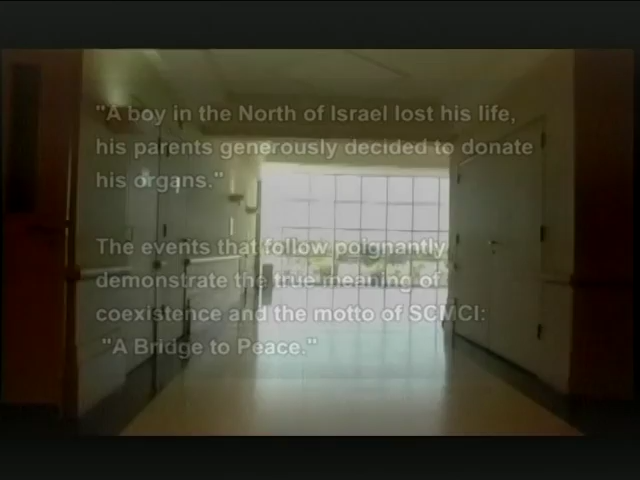 "A boy in the North of Israel lost his life,
his parents generously decided to donate
his organs."
The events that follow poignantly
demonstrate the true meaning of
coexistence and the motto of SCMCI:
"A Bridge to Peace."